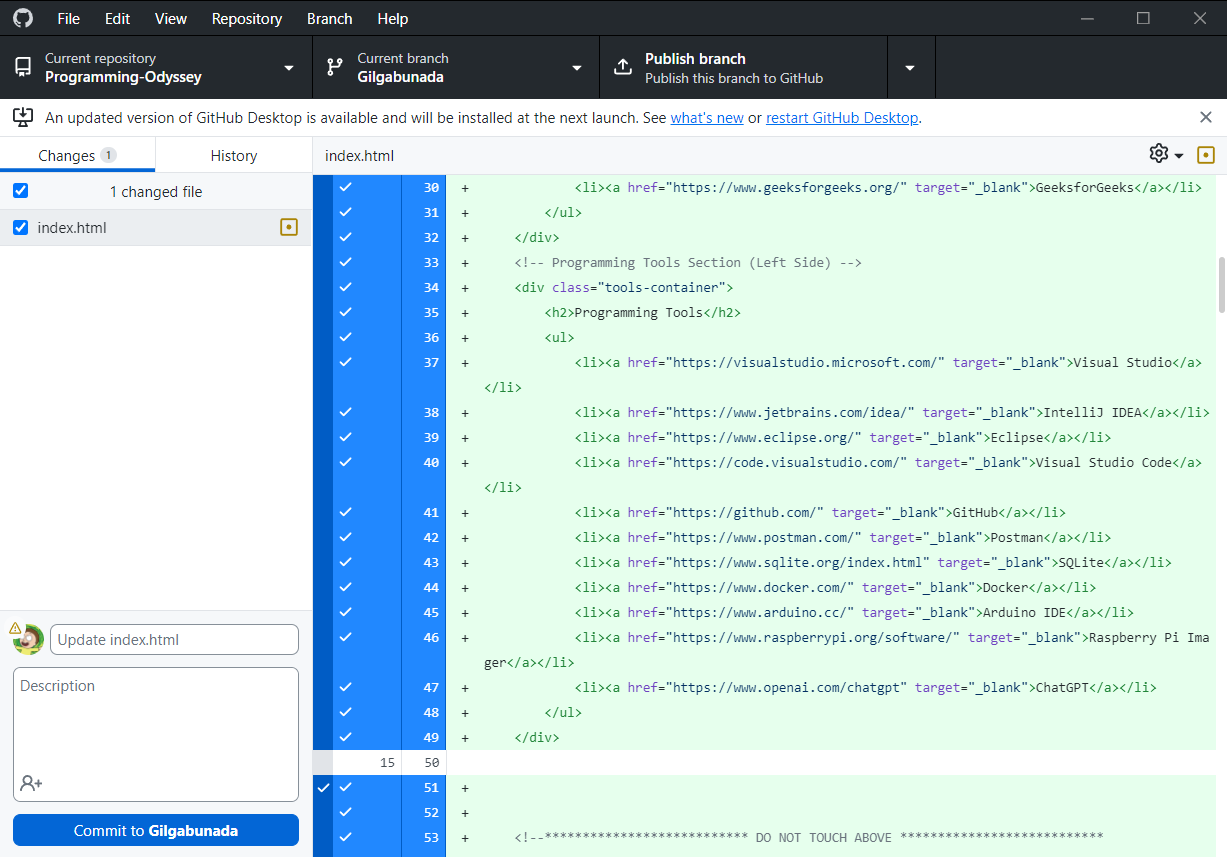 File Edit View Repository Branch Help
Current repository
Programming-Odyssey
Current branch
Gilgabunada
Publish branch
Publish this branch to GitHub
An updated version of GitHub Desktop is available and will be installed at the next launch. See what's new or restart GitHub Desktop.
Changes 1
History
index.html
1 changed file
index.html
30 + <li><a href="https://www.geeksforgeeks.org/" target="_blank">GeeksforGeeks</a></li>
31 + </ul>
32 + </div>
33 + <!-- Programming Tools Section (Left Side) -->
34 + <div class="tools-container">
35 + <h2>Programming Tools</h2>
36 + <ul>
37 + <li><a href="https://visualstudio.microsoft.com/" target="_blank">Visual Studio</a>
</li>
38 + <li><a href="https://www.jetbrains.com/idea/" target="_blank">IntelliJ IDEA</a></li>
39 + <li><a href="https://www.eclipse.org/" target="_blank">Eclipse</a></li>
40 + <li><a href="https://code.visualstudio.com/" target="_blank">Visual Studio Code</a>
</li>
41 + <li><a href="https://github.com/" target="_blank">GitHub</a></li>
42 + <li><a href="https://www.postman.com/" target="_blank">Postman</a></li>
43 + <li><a href="https://www.sqlite.org/index.html" target="_blank">SQLite</a></li>
44 + <li><a href="https://www.docker.com/" target="_blank">Docker</a></li>
45 + <li><a href="https://www.arduino.cc/" target="_blank">Arduino IDE</a></li>
46 + <li><a href="https://www.raspberrypi.org/software/" target="_blank">Raspberry Pi Ima
ger</a></li>
47 + <li><a href="https://www.openai.com/chatgpt" target="_blank">ChatGPT</a></li>
48 + </ul>
49 + </div>
15 50
51 +
52 +
53 + <!--*************************** DO NOT TOUCH ABOVE ***************************
Update index.html
Description
Commit to Gilgabunada